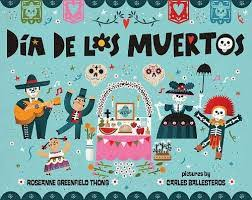 DÍA DE LOS MUERTOS
ROSEANNE GREENFIELD THONG
pictures by
CARLES BALLESTEROS